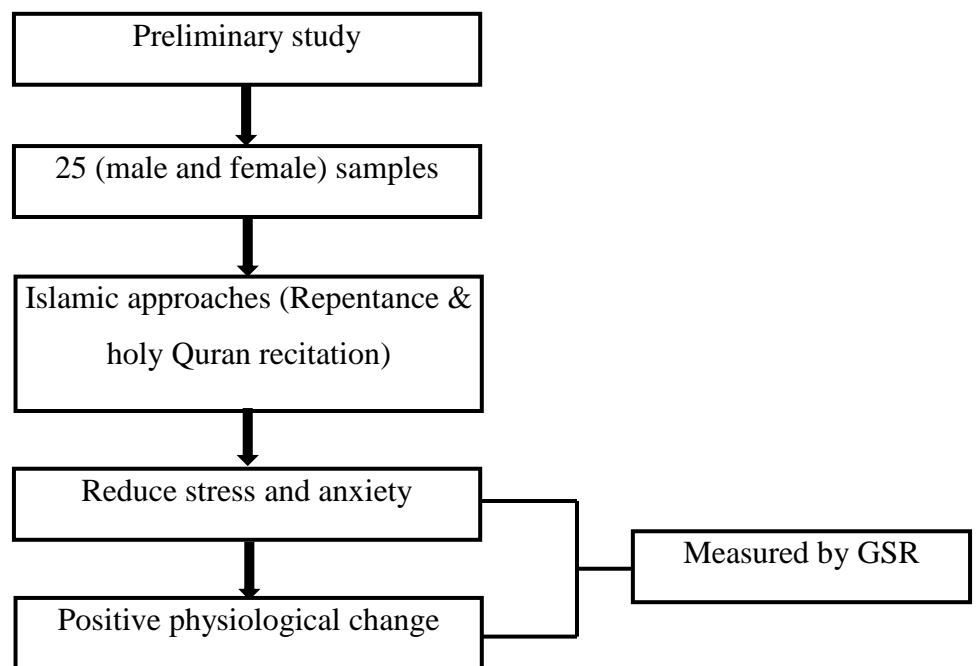 Preliminary study
25 (male and female) samples
Islamic approaches (Repentance &
holy Quran recitation)
Reduce stress and anxiety
Measured by GSR
Positive physiological change